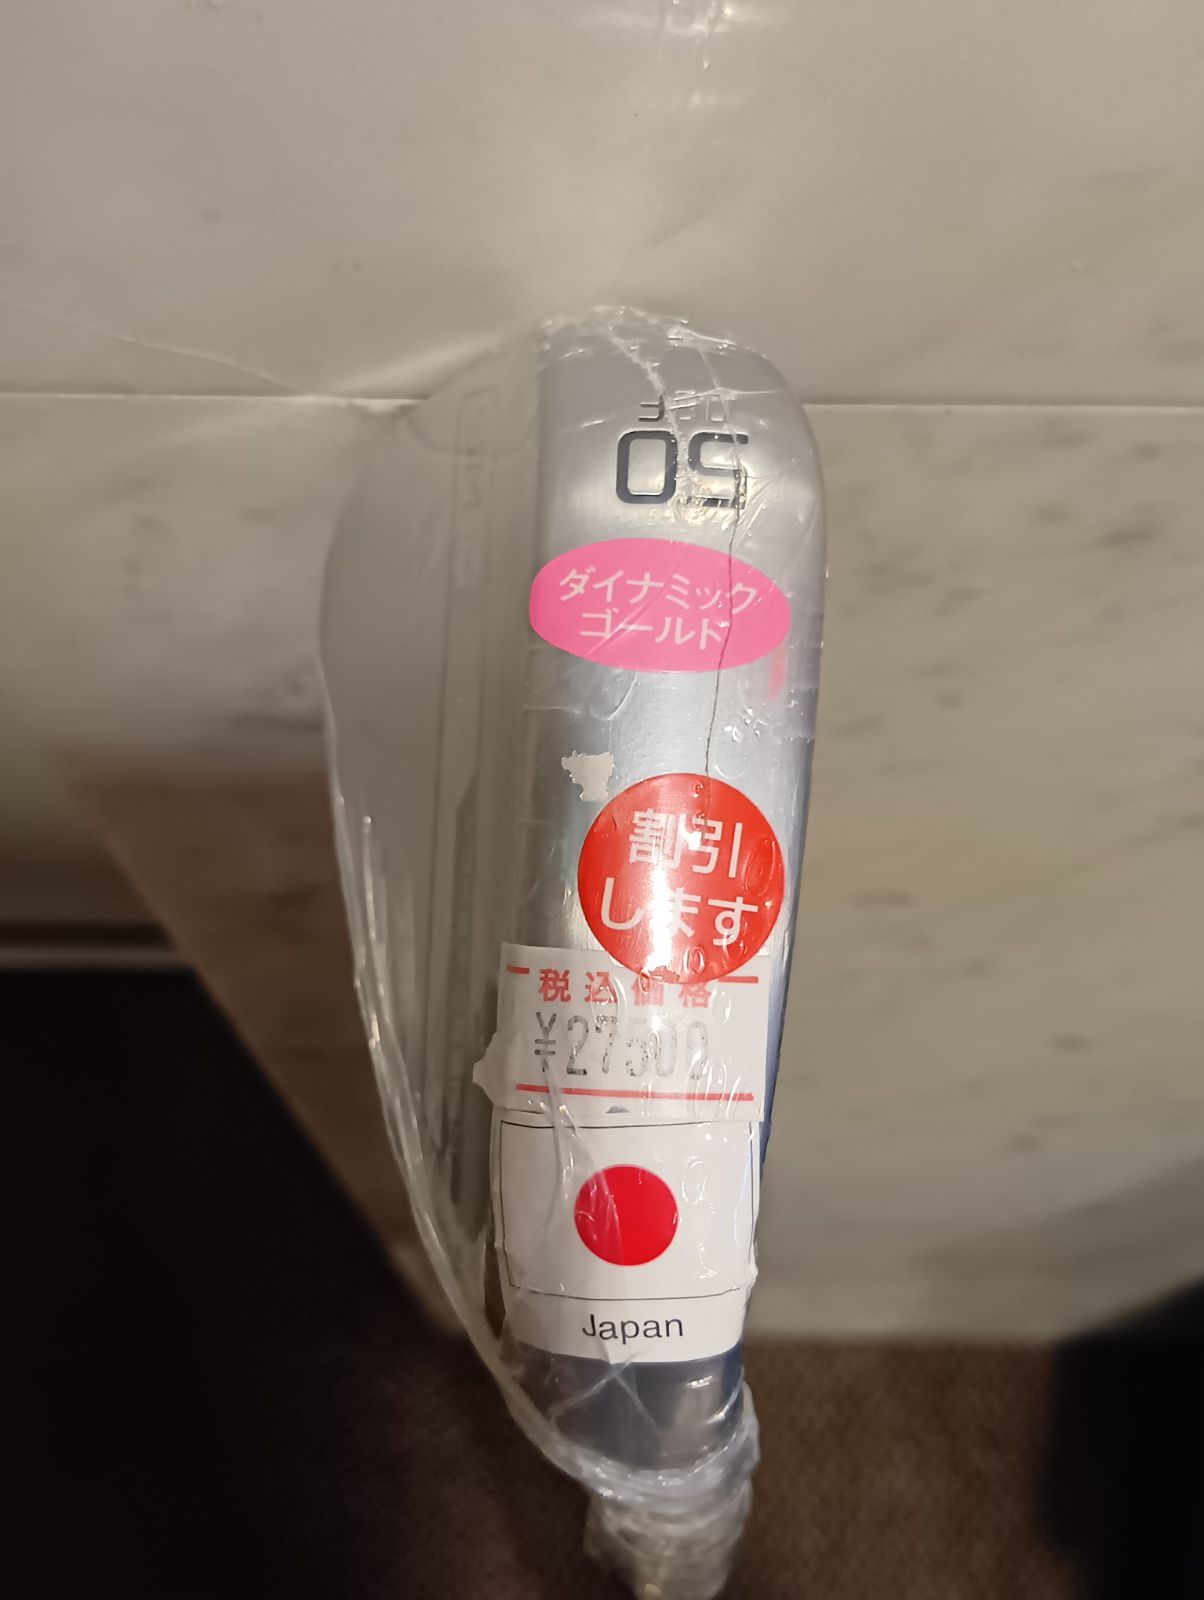 50
ダイナミック
ゴールド
割引
します
税込価格
¥27500
Japan